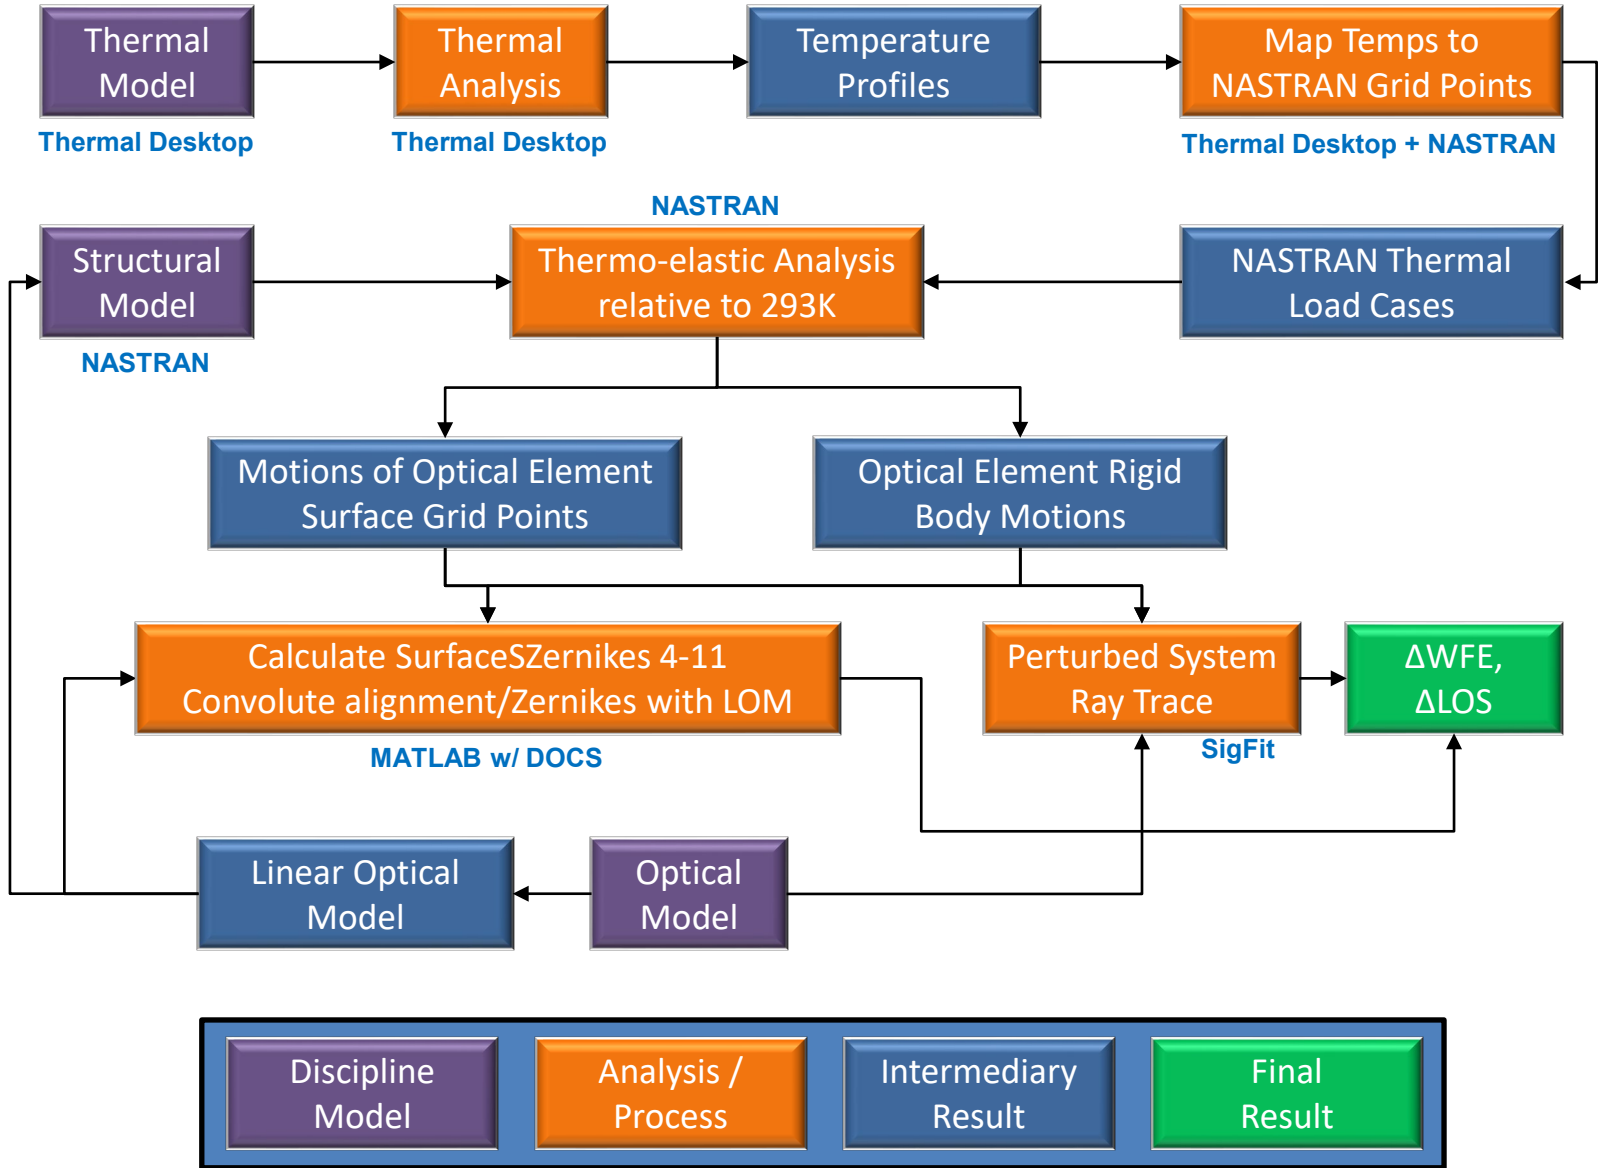 Thermal
Model
Thermal Desktop
Thermal
Analysis
Thermal Desktop
Temperature
Profiles
Map Temps to
NASTRAN Grid Points
Thermal Desktop + NASTRAN
Structural
Model
NASTRAN
NASTRAN
Thermo-elastic Analysis
relative to 293K
NASTRAN Thermal
Load Cases
Motions of Optical Element
Surface Grid Points
Optical Element Rigid
Body Motions
Calculate SurfaceSZernikes 4-11
Convolute alignment/Zernikes with LOM
MATLAB w/ DOCS
Perturbed System
Ray Trace
SigFit
ΔWFE,
ΔLOS
Linear Optical
Model
Optical
Model
Discipline
Model
Analysis /
Process
Intermediary
Result
Final
Result